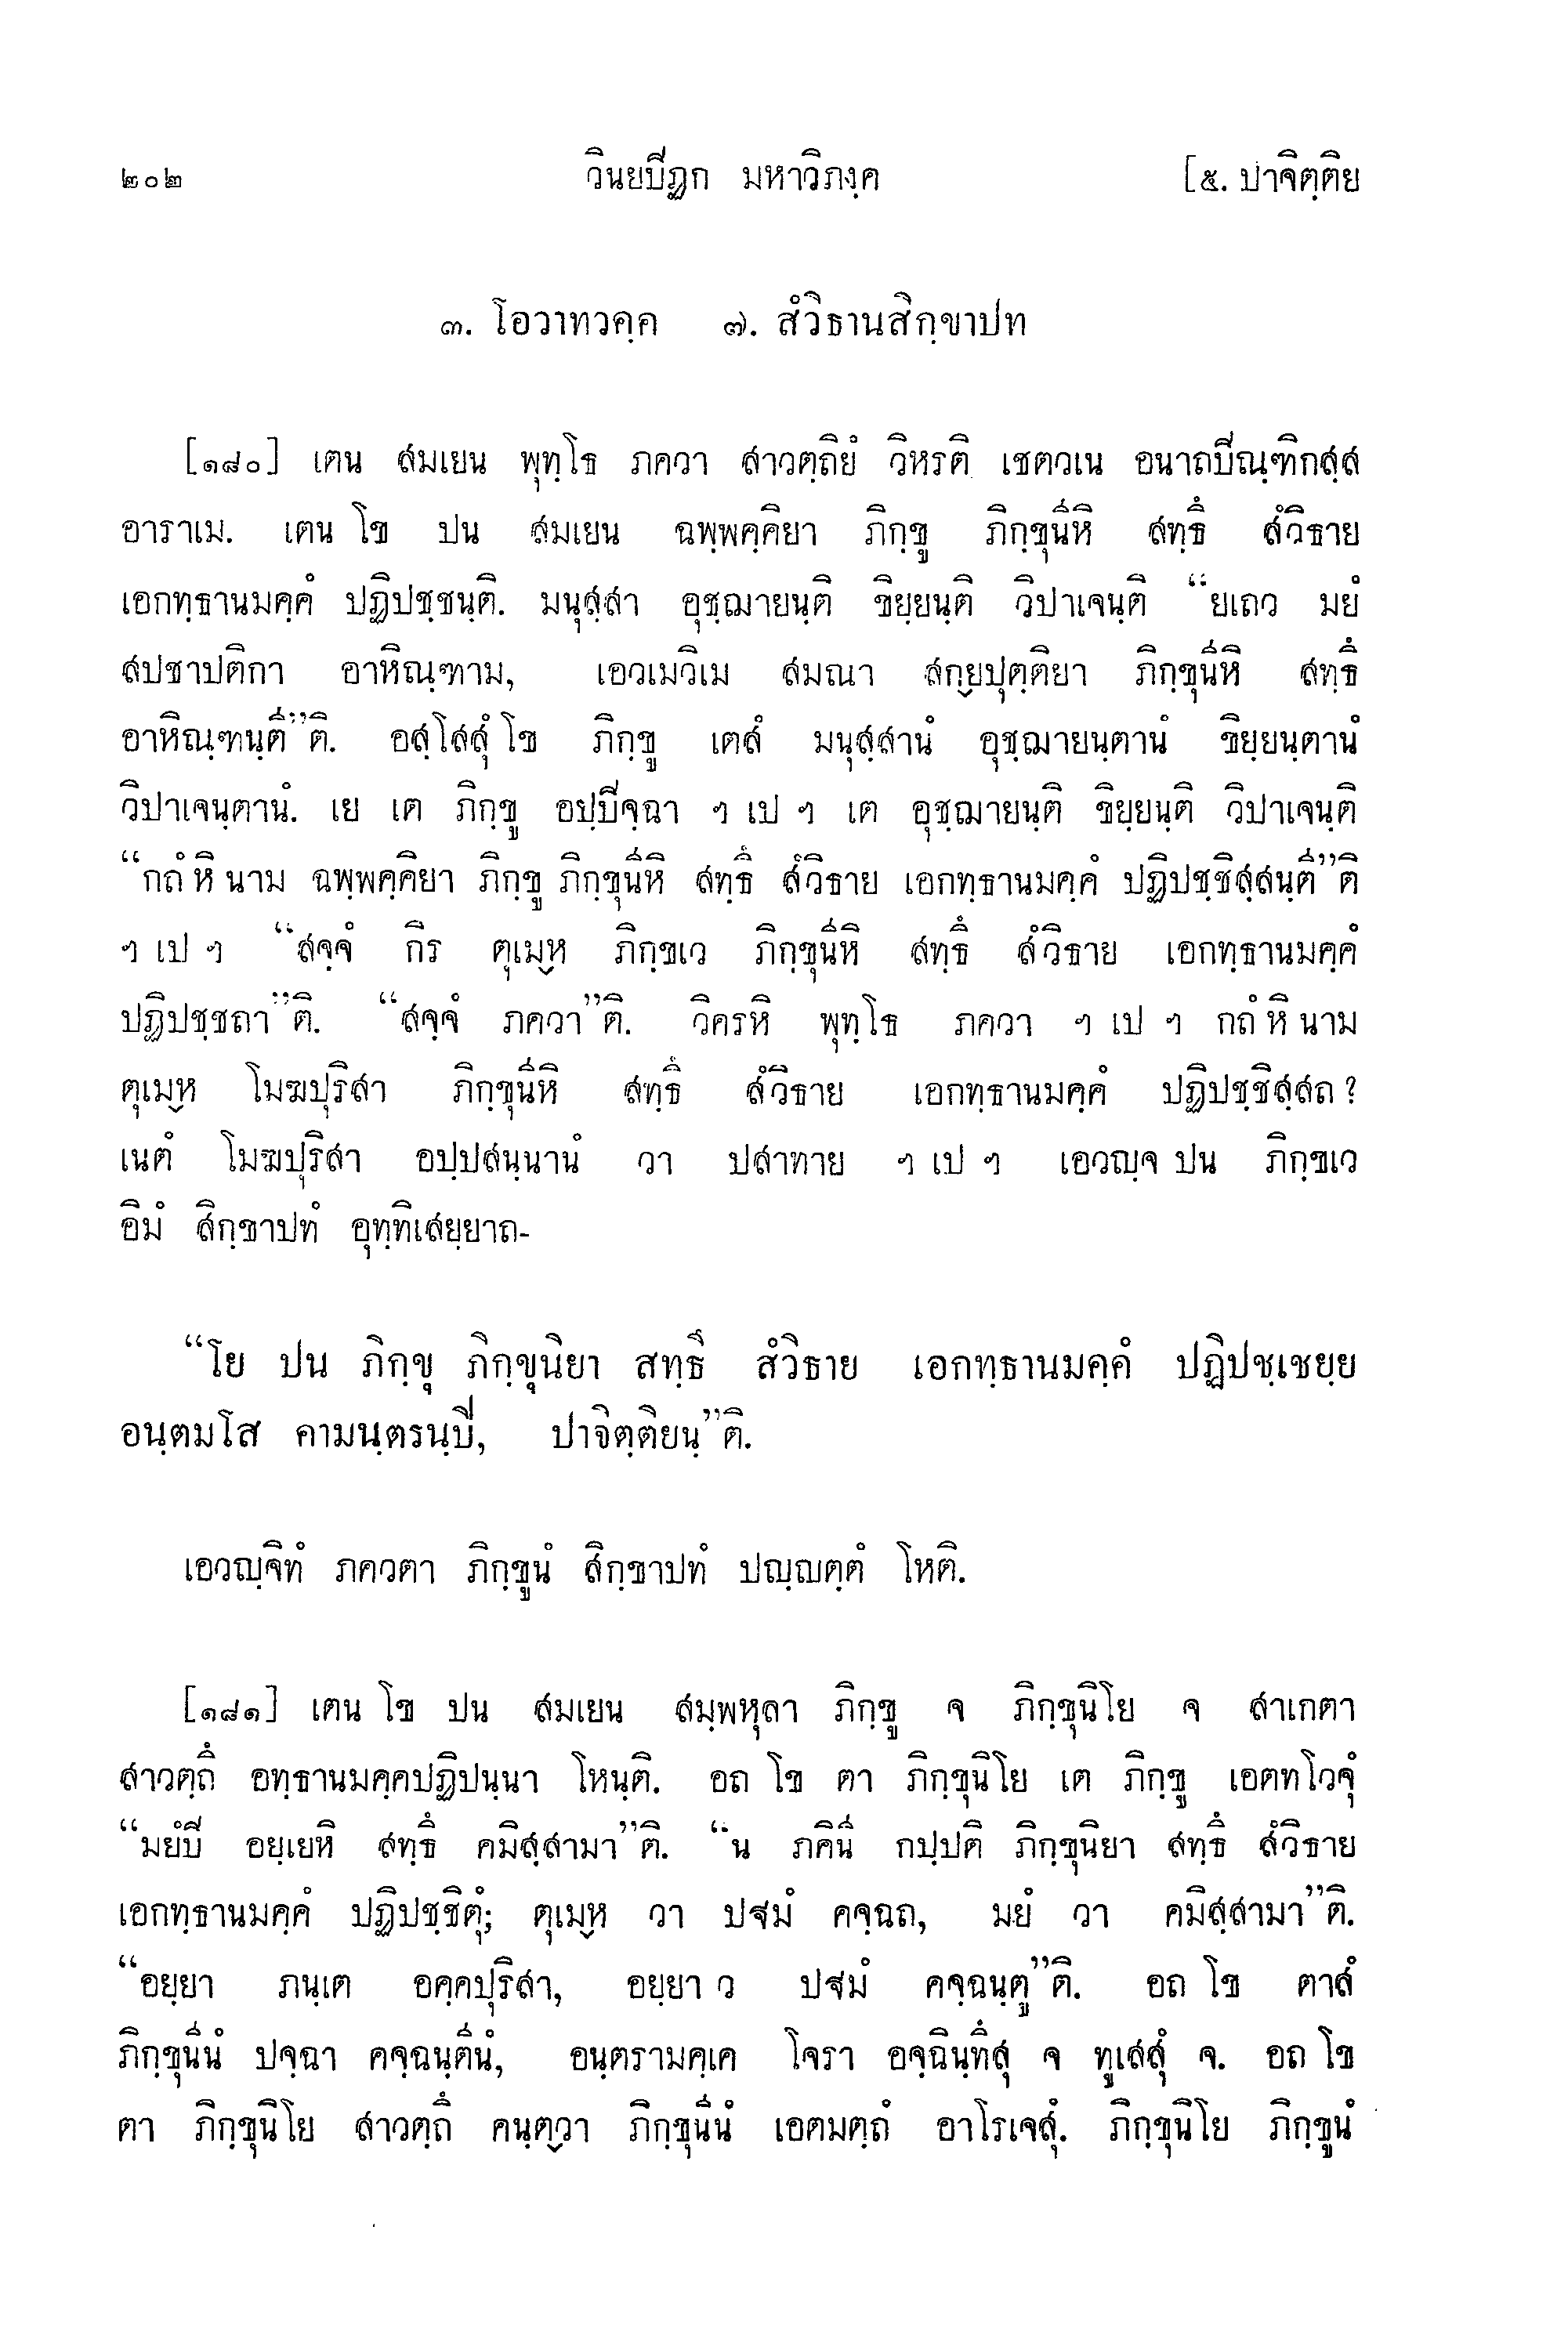 ๒๐๒ วินยปิฏก มหาวิภงฺค [๕. ปาจิตฺติย
๓. โอวาทวคฺค ๗. สํวิธานสิกฺขาปท
[๑๘๐] เตน สมเยน พุทฺโธ ภควา สาวตฺถิยํ วิหรติ เชตวเน อนาถปิณฺฑิกสฺส
อาราเม. เตน โข ปน สมเยน ฉพฺพคฺคิยา ภิกฺขู ภิกฺขุนีหิ สทฺธึ สํวิธาย
เอกทฺธานมคฺคํ ปฏิปชฺชนฺติ. มนุสฺสา อุชฺฌายนฺติ ขิยฺยนฺติ วิปาเจนฺติ “ยเถว มยํ
สปชาปติกา อาหิณฺฑาม, เอวเมวิเม สมณา สกฺยปุตฺติยา ภิกฺขุนีหิ สทฺธึ
อาหิณฺฑนฺตี”ติ. อสฺโสสุํ โข ภิกฺขู เตสํ มนุสฺสานํ อุชฺฌายนฺตานํ ขิยฺยนฺตานํ
วิปาเจนฺตานํ. เย เต ภิกฺขู อปฺปิจฺฉา ฯ เป ฯ เต อุชฺฌายนฺติ ขิยฺยนฺติ วิปาเจนฺติ
“กถํ หิ นาม ฉพฺพคฺคิยา ภิกฺขู ภิกฺขุนีหิ สทฺธึ สํวิธาย เอกทฺธานมคฺคํ ปฏิปชฺชิสฺสนฺตี”ติ
ฯ เป ฯ “สจฺจํ กิร ตุเมฺห ภิกฺขเว ภิกฺขุนีหิ สทฺธึ สํวิธาย เอกทฺธานมคฺคํ
ปฏิปชฺชถา”ติ. “สจฺจํ ภควา”ติ. วิครหิ พุทฺโธ ภควา ฯ เป ฯ กถํ หิ นาม
ตุเมฺห โมฆปุริสา ภิกฺขุนีหิ สทฺธึ สํวิธาย เอกทฺธานมคฺคํ ปฏิปชฺชิสฺสถ?
เนตํ โมฆปุริสา อปฺปสนฺนานํ วา ปสาทาย ฯ เป ฯ เอวญฺจ ปน ภิกฺขเว
อิมํ สิกฺขาปทํ อุทฺทิเสยฺยาถ-
“โย ปน ภิกฺขุ ภิกฺขุนิยา สทฺธึ สํวิธาย เอกทฺธานมคฺคํ ปฏิปชฺเชยฺย
อนฺตมโส คามนฺตรนฺปิ, ปาจิตฺติยนฺ”ติ.
เอวญฺจิทํ ภควตา ภิกฺขูนํ สิกฺขาปทํ ปญฺญตฺตํ โหติ.
[๑๘๑] เตน โข ปน สมเยน สมฺพหุลา ภิกฺขู จ ภิกฺขุนิโย จ สาเกตา
สาวตฺถึ อทฺธานมคฺคปฏิปนฺนา โหนฺติ. อถ โข ตา ภิกฺขุนิโย เต ภิกฺขู เอตทโวจุํ
“มยํปิ อยฺเยหิ สทฺธึ คมิสฺสามา”ติ. “น ภคินี กปฺปติ ภิกฺขุนิยา สทฺธึ สํวิธาย
เอกทฺธานมคฺคํ ปฏิปชฺชิตุํ; ตุเมฺห วา ปฐมํ คจฺฉถ, มยํ วา คมิสฺสามา”ติ.
“อยฺยา ภนฺเต อคฺคปุริสา, อยฺยา ว ปฐมํ คจฺฉนฺตู”ติ. อถ โข ตาสํ
ภิกฺขุนีนํ ปจฺฉา คจฺฉนฺตีนํ, อนฺตรามคฺเค โจรา อจฺฉินฺทึสุ จ ทูเสสุํ จ. อถ โข
ตา ภิกฺขุนิโย สาวตฺถึ คนฺตฺวา ภิกฺขุนีนํ เอตมตฺถํ อาโรเจสุํ. ภิกฺขุนิโย ภิกฺขูนํ